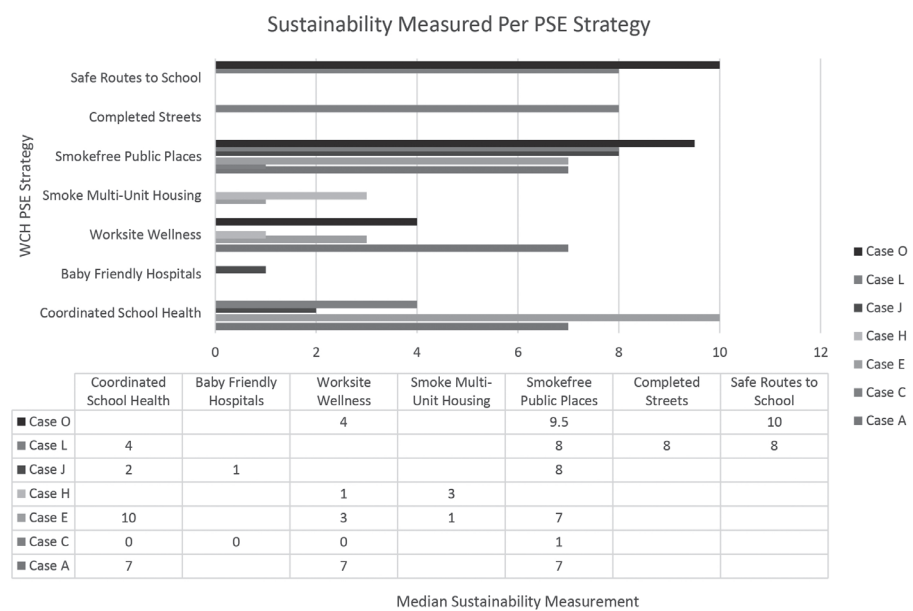 Sustainability Measured Per PSE Strategy
WCH PSE Strategy
Safe Routes to School
Completed Streets
Smokefree Public Places
Smoke Multi-Unit Housing
Worksite Wellness
Baby Friendly Hospitals
Coordinated School Health
0 2 4 6 8 10 12
Case O
Case L
Case J
Case H
Case E
Case C
Case A
Coordinated Baby Friendly Worksite Smoke Multi- Smokefree Completed Safe Routes to
School Health Hospitals Wellness Unit Housing Public Places Streets School
Case O 4 9.5 10
Case L 4 8 8 8
Case J 2 1 8
Case H 1 3
Case E 10 3 1 7
Case C 0 0 0 1
Case A 7 7 7
Median Sustainability Measurement